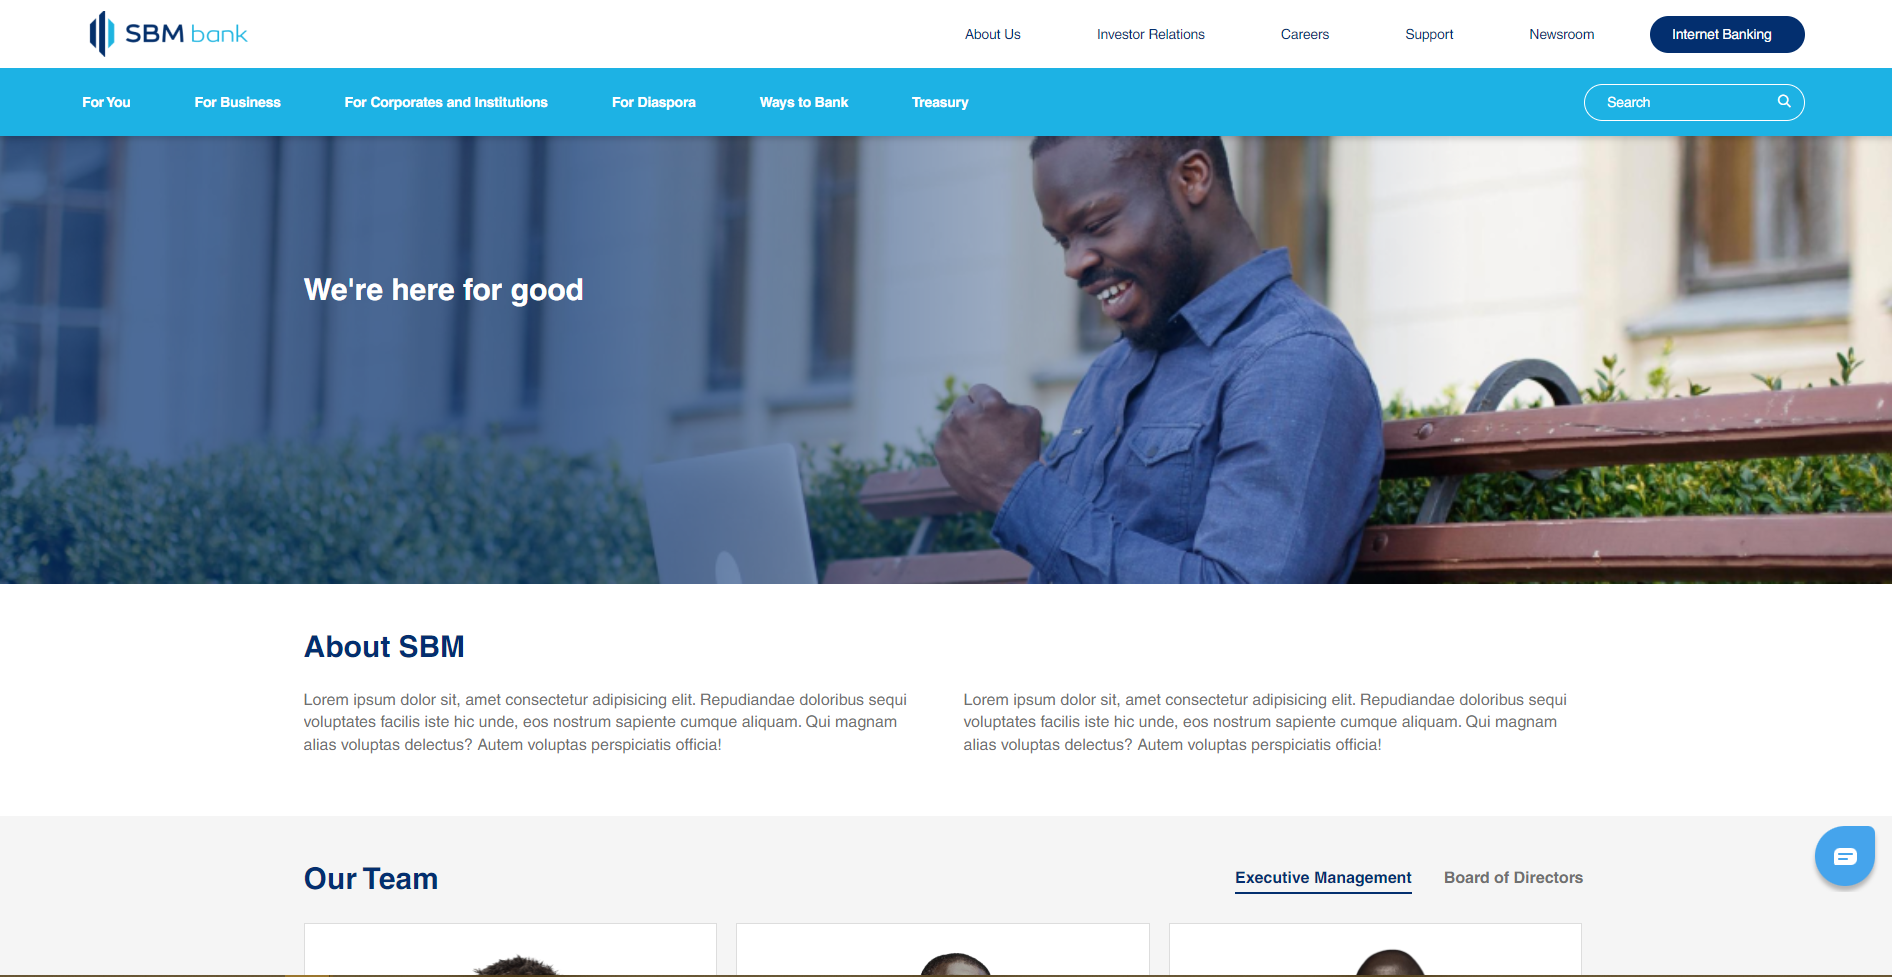 SBM bank
About Us Investor Relations Careers Support Newsroom Internet Banking
For You For Business For Corporates and Institutions For Diaspora Ways to Bank Treasury Search
We're here for good
About SBM
Lorem ipsum dolor sit, amet consectetur adipisicing elit. Repudiandae doloribus sequi
voluptates facilis iste hic unde, eos nostrum sapiente cumque aliquam. Qui magnam
alias voluptas delectus? Autem voluptas perspiciatis officia!
Lorem ipsum dolor sit, amet consectetur adipisicing elit. Repudiandae doloribus sequi
voluptates facilis iste hic unde, eos nostrum sapiente cumque aliquam. Qui magnam
alias voluptas delectus? Autem voluptas perspiciatis officia!
Our Team
Executive Management Board of Directors